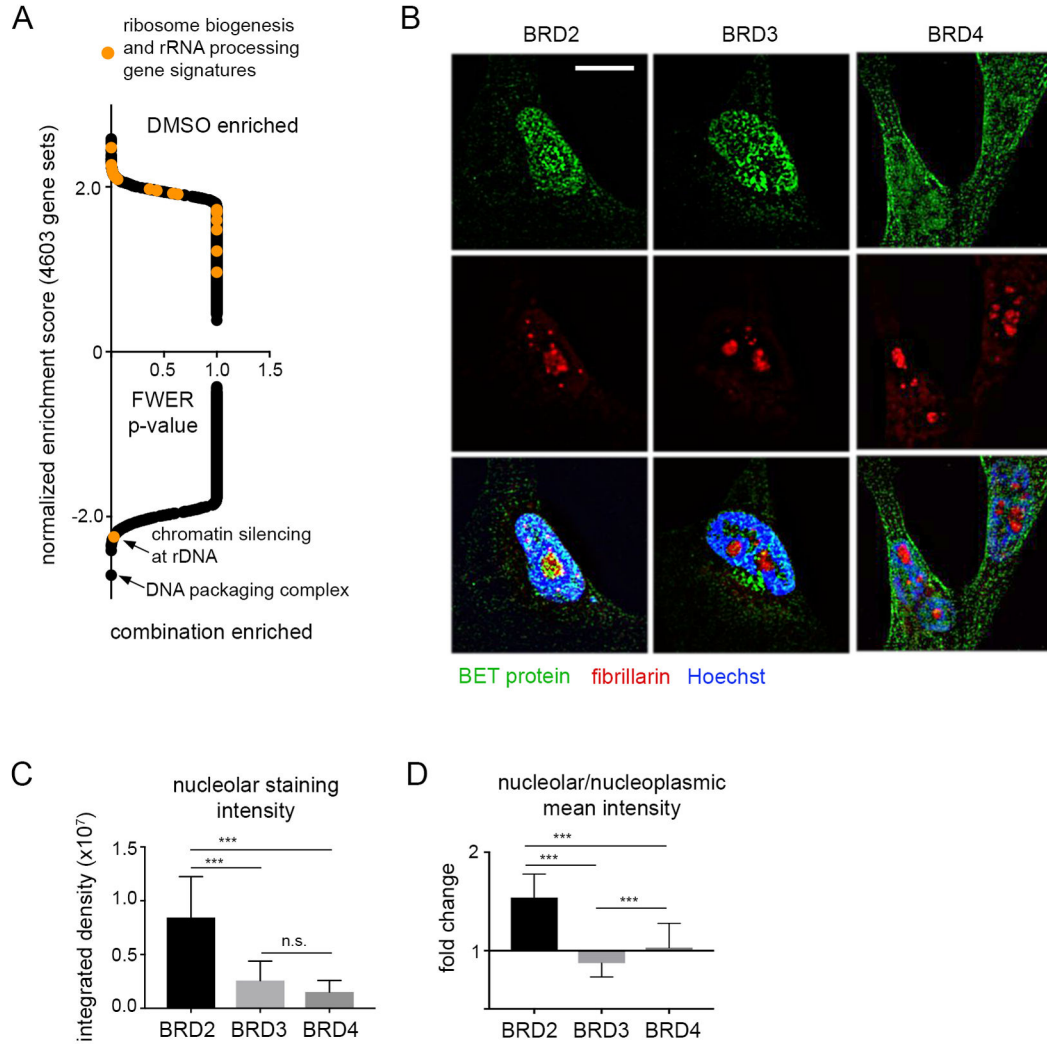 A
ribosome biogenesis
and rRNA processing
gene signatures
DMSO enriched
normalized enrichment score (4603 gene sets)
2.0
0
-2.0
0.5
1.0
1.5
FWER
p-value
chromatin silencing
at rDNA
DNA packaging complex
combination enriched
B
BRD2
BRD3
BRD4
BET protein
fibrillarin
Hoechst
C
nucleolar staining
intensity
integrated density (x10⁷)
1.5
1.0
0.5
0.0
***
***
n.s.
BRD2
BRD3
BRD4
D
nucleolar/nucleoplasmic
mean intensity
fold change
2
1
***
***
***
BRD2
BRD3
BRD4